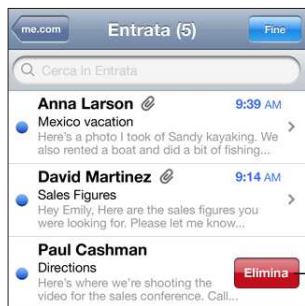 me.com
Entrata (5)
Fine
Cerca in Entrata
Anna Larson
9:39 AM
Mexico vacation
Here's a photo I took of Sandy kayaking. We
also rented a boat and did a bit of fishing...
David Martinez
9:14 AM
Sales Figures
Hey Emily, Here are the sales figures you
were looking for. Please let me know...
Paul Cashman
Directions
Elimina
Here's where we're shooting the
video for the sales conference. Call...